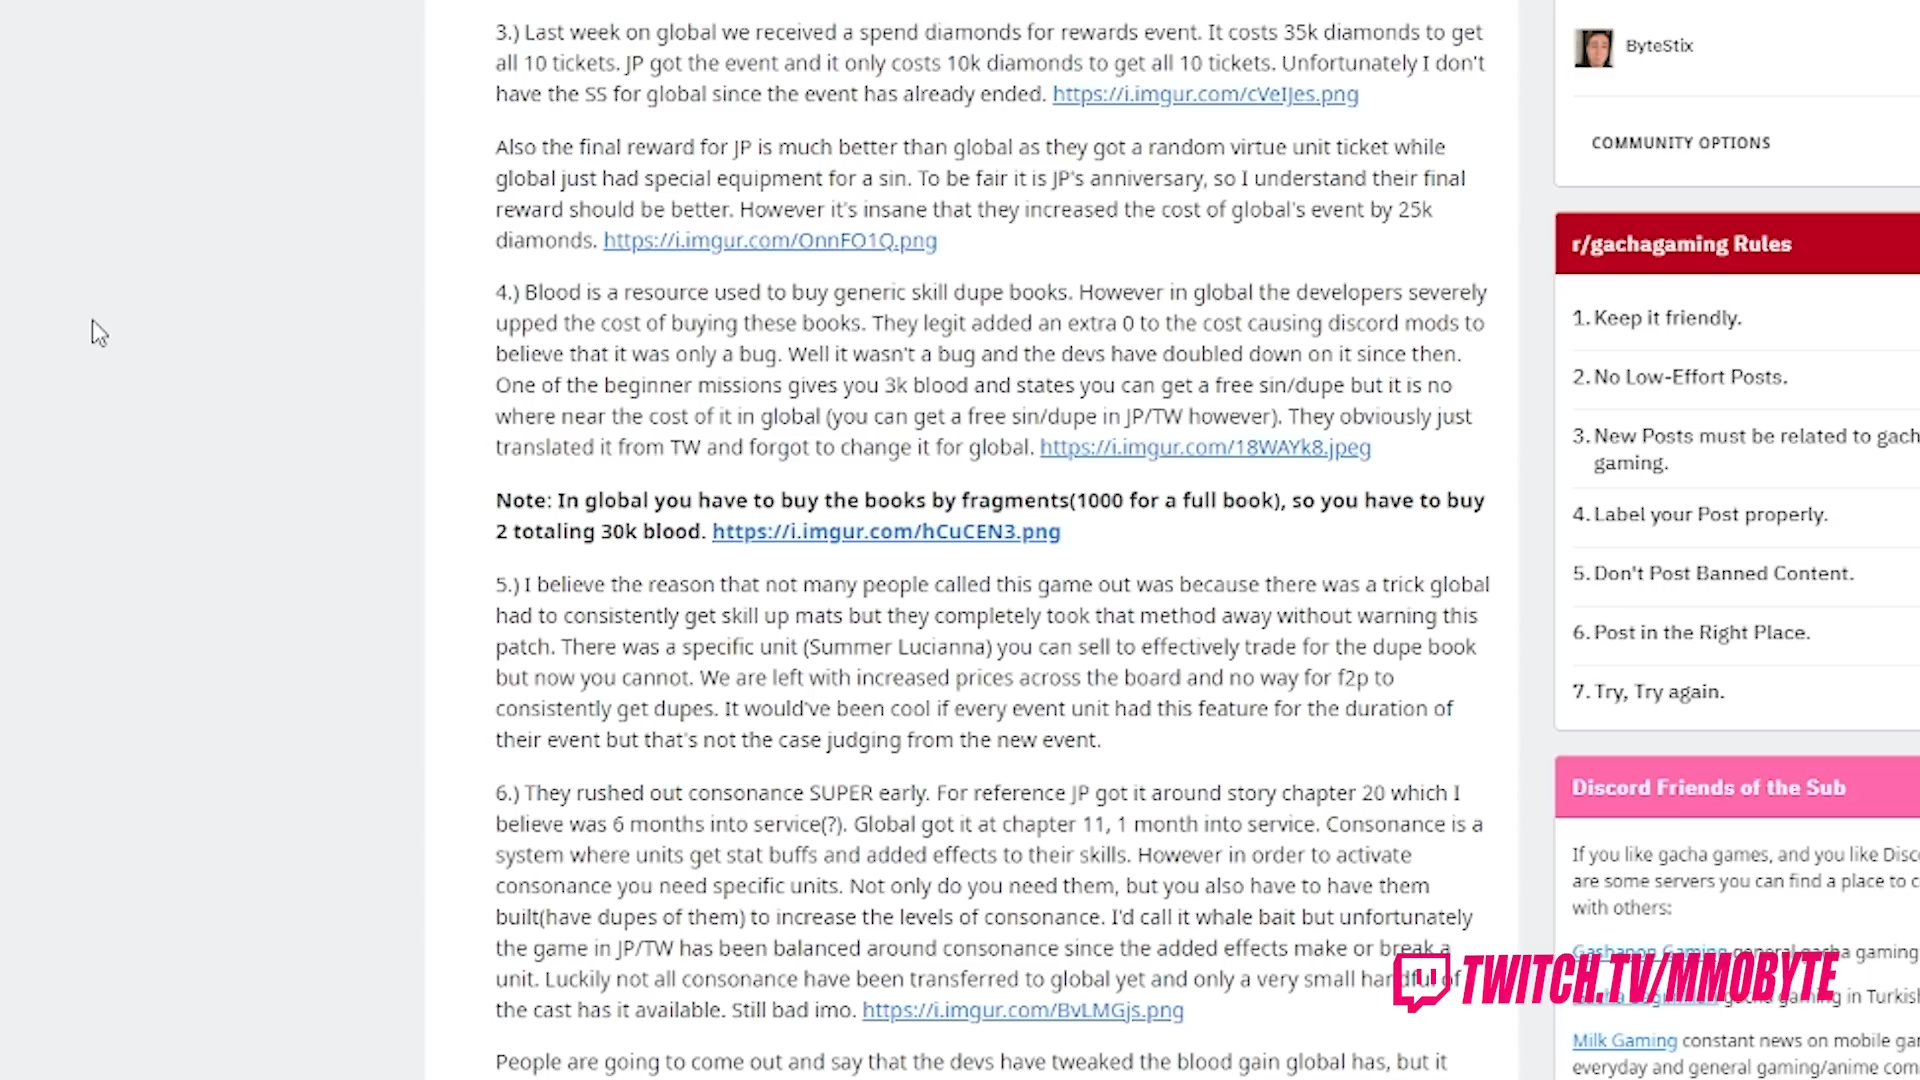 3.) Last week on global we received a spend diamonds for rewards event. It costs 35k diamonds to get
all 10 tickets. JP got the event and it only costs 10k diamonds to get all 10 tickets. Unfortunately I don't
have the SS for global since the event has already ended. https://i.imgur.com/cVeIJes.png
Also the final reward for JP is much better than global as they got a random virtue unit ticket while
global just had special equipment for a sin. To be fair it is JP's anniversary, so I understand their final
reward should be better. However it's insane that they increased the cost of global's event by 25k
diamonds. https://i.imgur.com/OnnFO1Q.png
4.) Blood is a resource used to buy generic skill dupe books. However in global the developers severely
upped the cost of buying these books. They legit added an extra 0 to the cost causing discord mods to
believe that it was only a bug. Well it wasn't a bug and the devs have doubled down on it since then.
One of the beginner missions gives you 3k blood and states you can get a free sin/dupe but it is no
where near the cost of it in global (you can get a free sin/dupe in JP/TW however). They obviously just
translated it from TW and forgot to change it for global. https://i.imgur.com/18WAYk8.jpeg
Note: In global you have to buy the books by fragments(1000 for a full book), so you have to buy
2 totaling 30k blood. https://i.imgur.com/hCuCEN3.png
5.) I believe the reason that not many people called this game out was because there was a trick global
had to consistently get skill up mats but they completely took that method away without warning this
patch. There was a specific unit (Summer Lucianna) you can sell to effectively trade for the dupe book
but now you cannot. We are left with increased prices across the board and no way for f2p to
consistently get dupes. It would've been cool if every event unit had this feature for the duration of
their event but that's not the case judging from the new event.
6.) They rushed out consonance SUPER early. For reference JP got it around story chapter 20 which I
believe was 6 months into service(?). Global got it at chapter 11, 1 month into service. Consonance is a
system where units get stat buffs and added effects to their skills. However in order to activate
consonance you need specific units. Not only do you need them, but you also have to have them
built(have dupes of them) to increase the levels of consonance. I'd call it whale bait but unfortunately
the game in JP/TW has been balanced around consonance since the added effects make or break a
unit. Luckily not all consonance have been transferred to global yet and only a very small handful of
the cast has it available. Still bad imo. https://i.imgur.com/BvLMGjs.png
People are going to come out and say that the devs have tweaked the blood gain global has, but it
ByteStix
COMMUNITY OPTIONS
r/gachagaming Rules
1. Keep it friendly.
2. No Low-Effort Posts.
3. New Posts must be related to gach
gaming.
4. Label your Post properly.
5. Don't Post Banned Content.
6. Post in the Right Place.
7. Try, Try again.
Discord Friends of the Sub
If you like gacha games, and you like Disc
are some servers you can find a place to c
with others:
Gashapon Gaming general gacha gaming
gaming in Turkish
Milk Gaming constant news on mobile ga
everyday and general gaming/anime com
TWITCH.TV/MMOBYTE